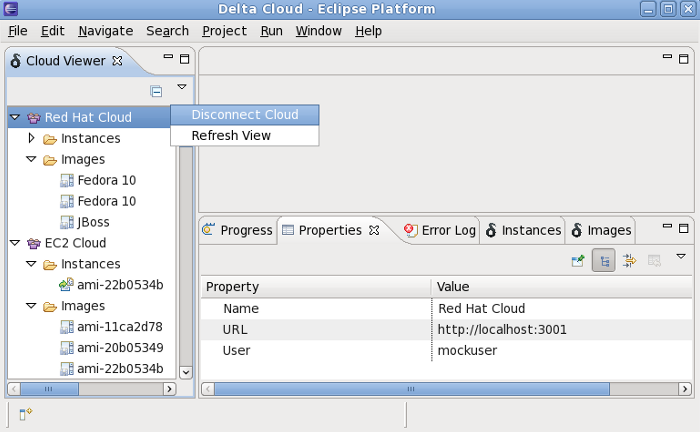 Delta Cloud - Eclipse Platform
File Edit Navigate Search Project Run Window Help
Cloud Viewer
Red Hat Cloud
Disconnect Cloud
Refresh View
Instances
Images
Fedora 10
Fedora 10
JBoss
EC2 Cloud
Instances
ami-22b0534b
Images
ami-11ca2d78
ami-20b05349
ami-22b0534b
Progress Properties Error Log Instances Images
Property Value
Name Red Hat Cloud
URL http://localhost:3001
User mockuser